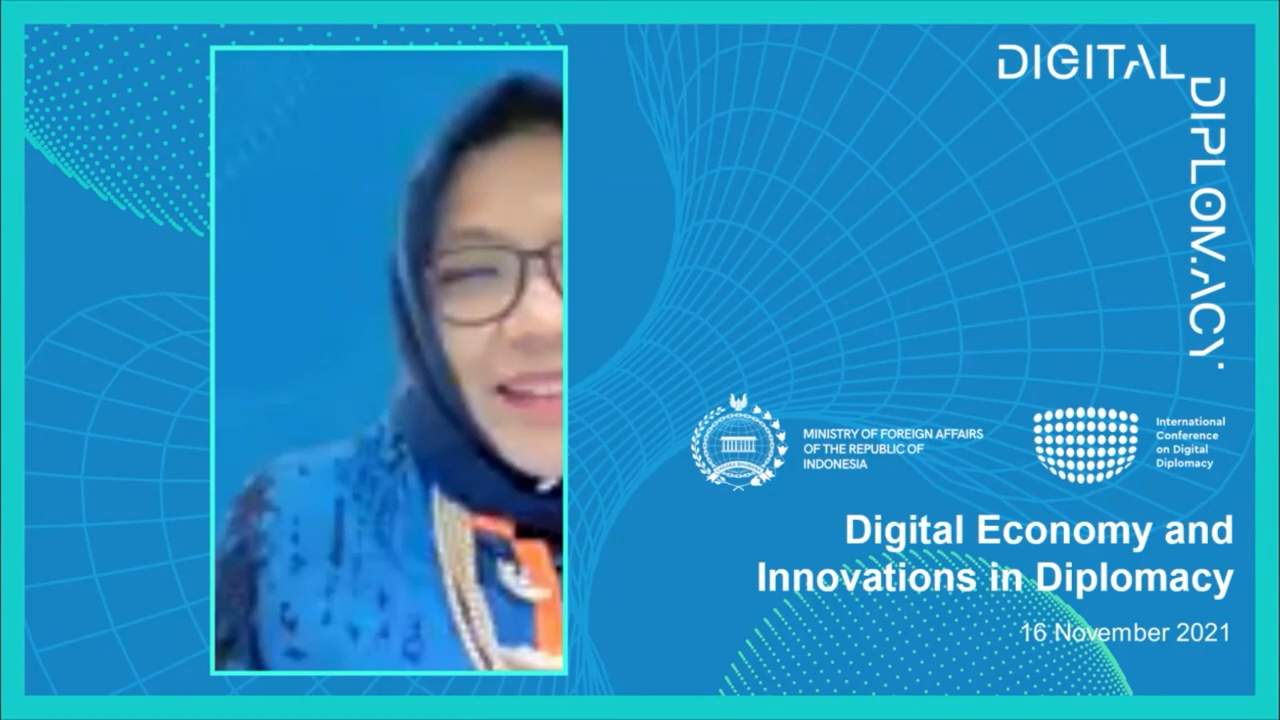 DIGITAL
DIPLOMACY.
MINISTRY OF FOREIGN AFFAIRS
OF THE REPUBLIC OF
INDONESIA
International
Conference
on Digital
Diplomacy
Digital Economy and
Innovations in Diplomacy
16 November 2021